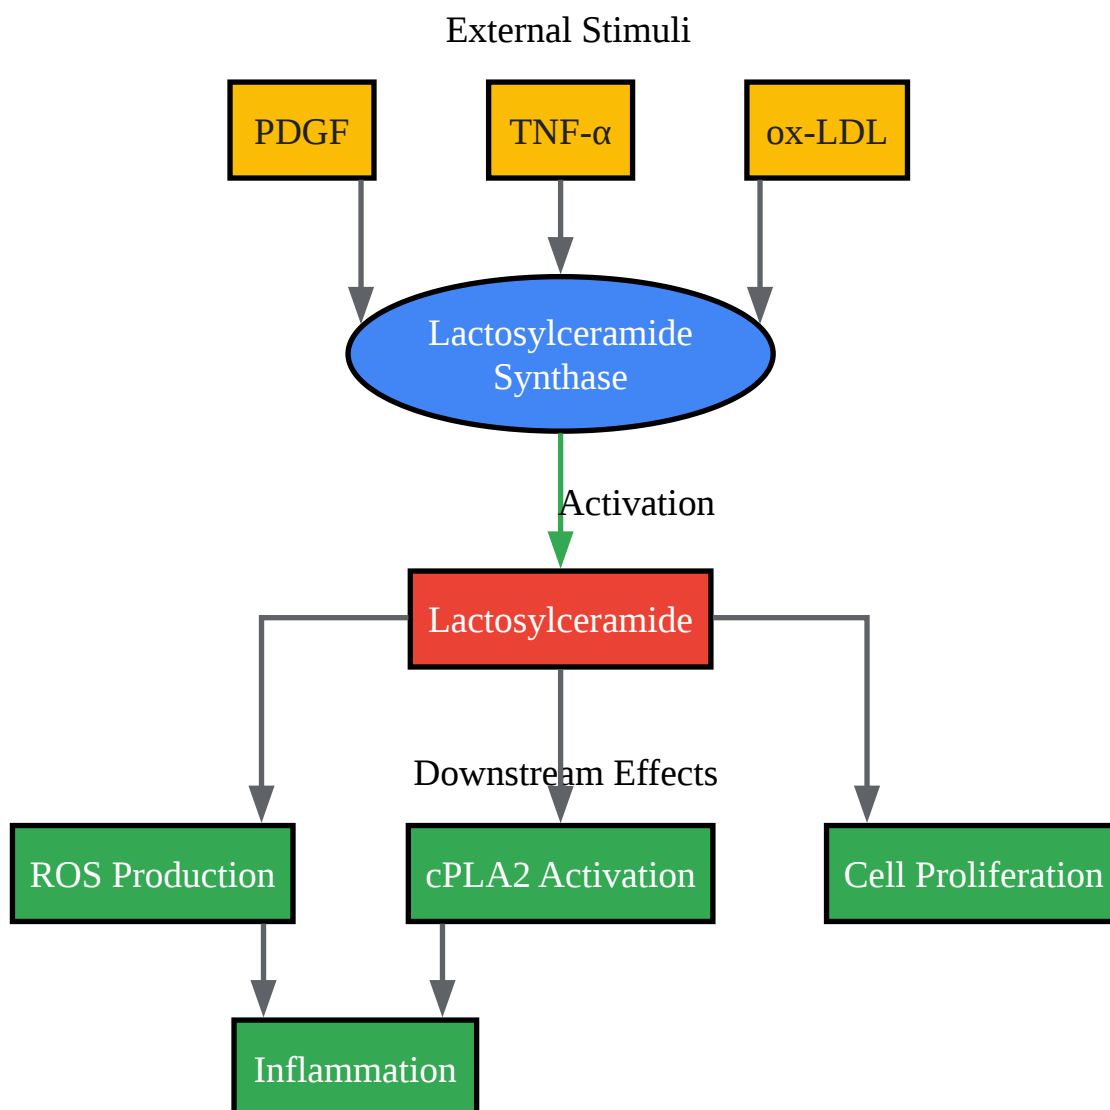 External Stimuli
PDGF
TNF-α
ox-LDL
Lactosylceramide
Synthase
Activation
Lactosylceramide
Downstream Effects
ROS Production
cPLA2 Activation
Cell Proliferation
Inflammation